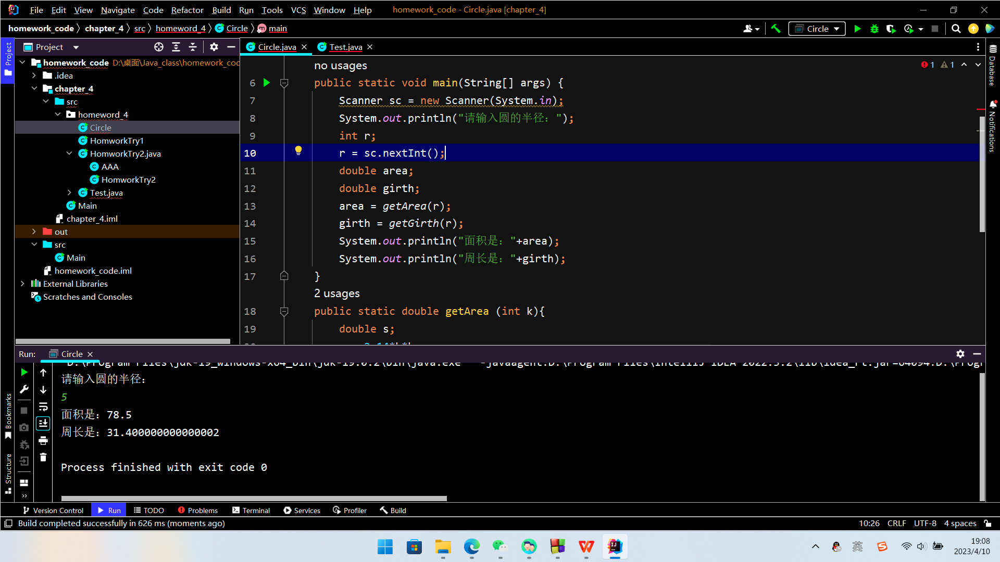 File Edit View Navigate Code Refactor Build Run Tools VCS Window Help homework_code - Circle.java [chapter_4]
homework_code chapter_4 src homeword_4 Circle main
Circle
Project
Circle.java
Test.java
homework_code D:\桌面\Java_class\homework_coc
.idea
chapter_4
src
homeword_4
Circle
HomworkTry1
HomworkTry2.java
AAA
HomworkTry2
Test.java
Main
chapter_4.iml
out
src
Main
homework_code.iml
External Libraries
Scratches and Consoles
Project
Bookmarks
Structure
Database
Notifications
1 1
no usages
6 public static void main(String[] args) {
7 Scanner sc = new Scanner(System.in);
8 System.out.println("请输入圆的半径：");
9 int r;
10 r = sc.nextInt();
11 double area;
12 double girth;
13 area = getArea(r);
14 girth = getGirth(r);
15 System.out.println("面积是："+area);
16 System.out.println("周长是："+girth);
17 }
2 usages
18 public static double getArea (int k){
19 double s;
Run: Circle
请输入圆的半径：
5
面积是：78.5
周长是：31.400000000000002
Process finished with exit code 0
Version Control Run TODO Problems Terminal Services Profiler Build
Build completed successfully in 626 ms (moments ago)
10:26 CRLF UTF-8 4 spaces
英
19:08
2023/4/10